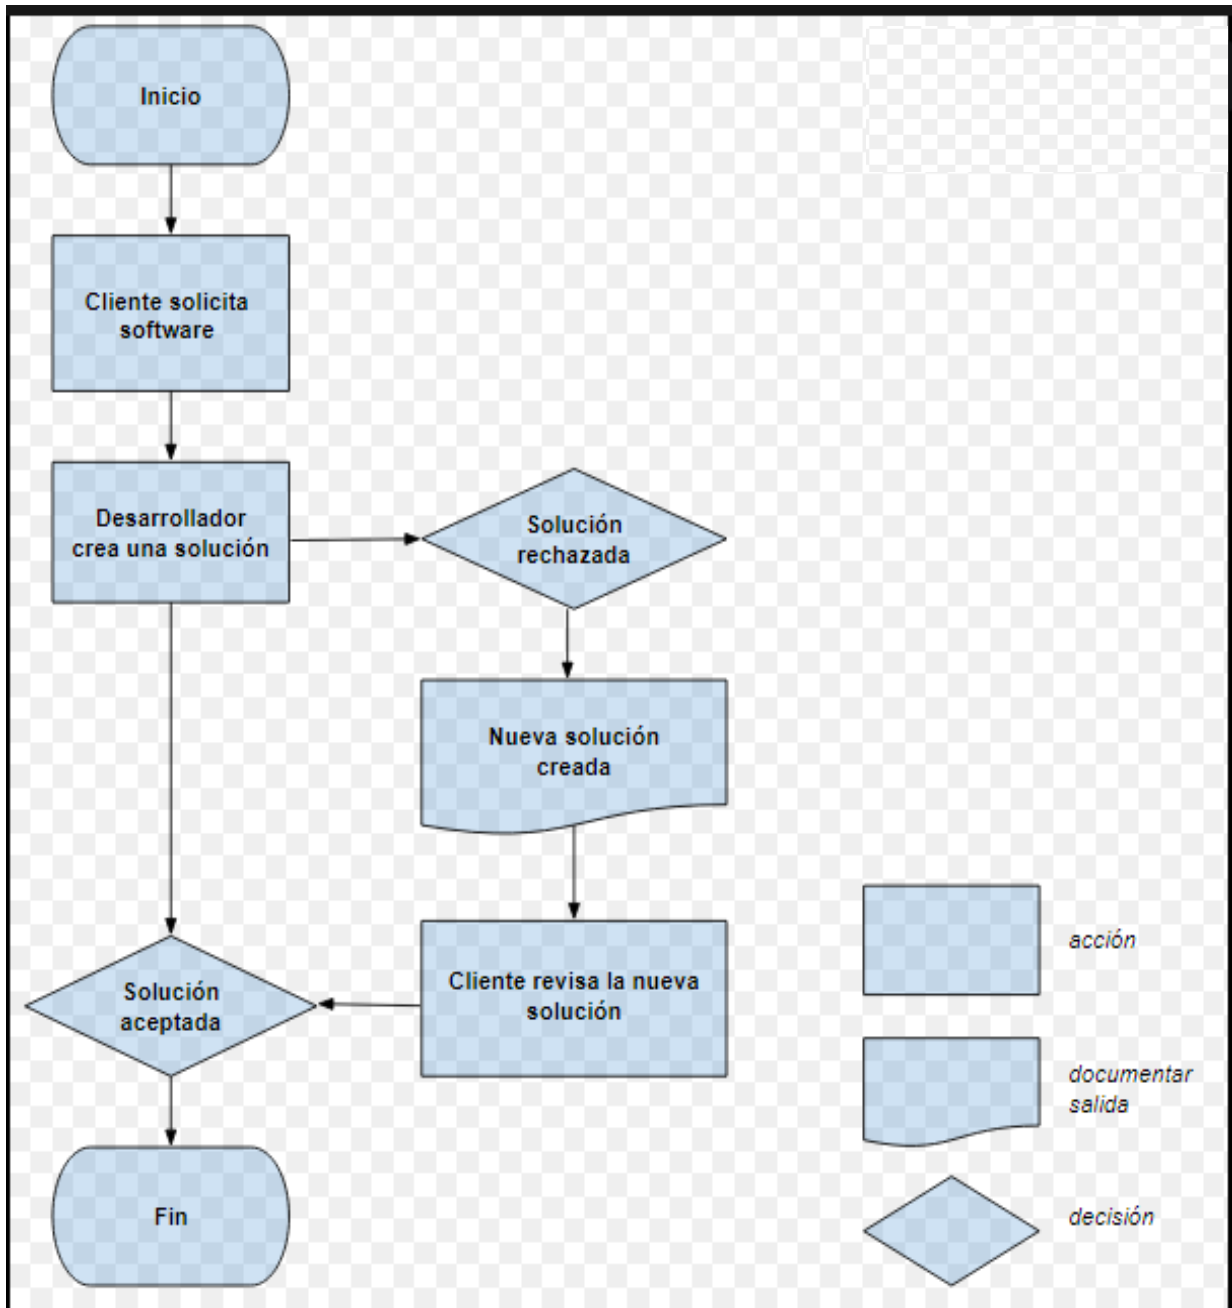 Inicio
Cliente solicita
software
Desarrollador
crea una solución
Solución
rechazada
Nueva solución
creada
Cliente revisa la nueva
solución
Solución
aceptada
Fin
acción
documentar
salida
decisión